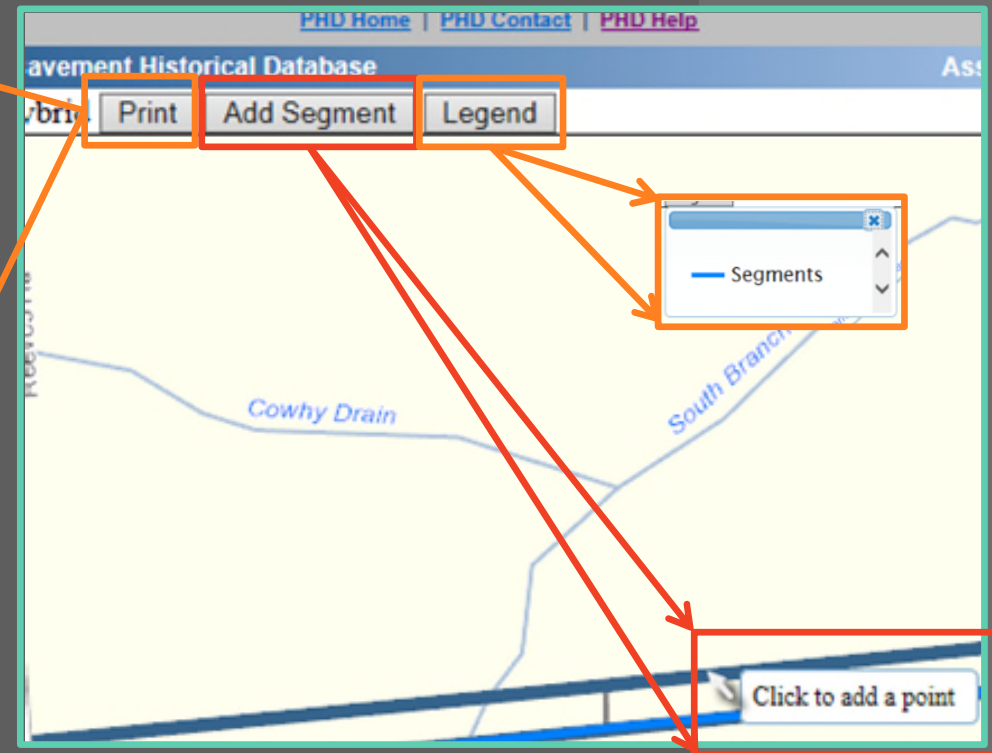 PHD Home | PHD Contact | PHD Help
avement Historical Database
Ass
Print
Add Segment
Legend
Segments
South Branch
Cowhy Drain
Click to add a point